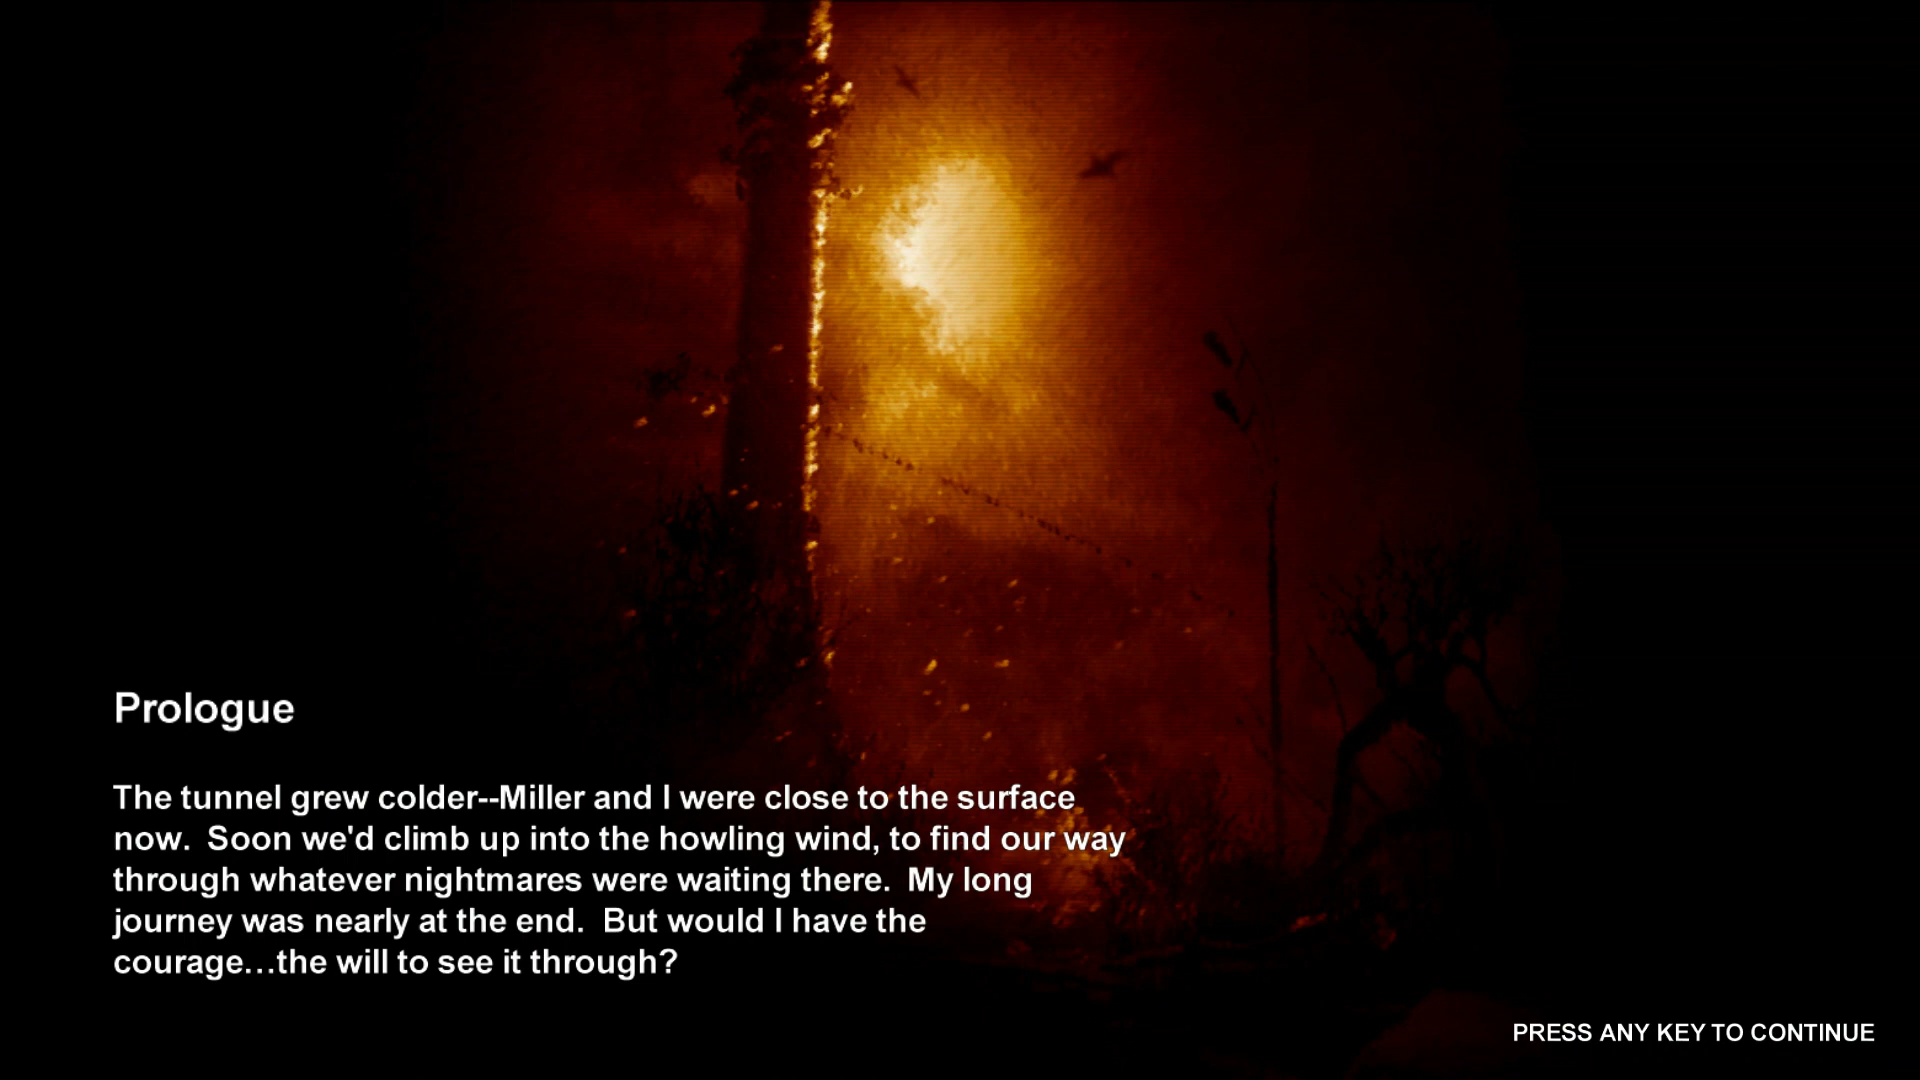 Prologue
The tunnel grew colder--Miller and I were close to the surface
now.  Soon we'd climb up into the howling wind, to find our way
through whatever nightmares were waiting there.  My long
journey was nearly at the end.  But would I have the
courage…the will to see it through?
PRESS ANY KEY TO CONTINUE